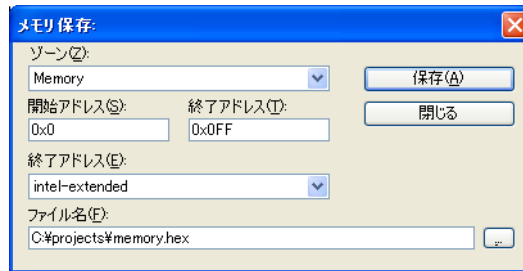 メモリ保存:
ゾーン(Z):
Memory
保存(A)
開始アドレス(S):
終了アドレス(T):
閉じる
0x0
0x0FF
終了アドレス(E):
intel-extended
ファイル名(F):
C:¥projects¥memory.hex
...